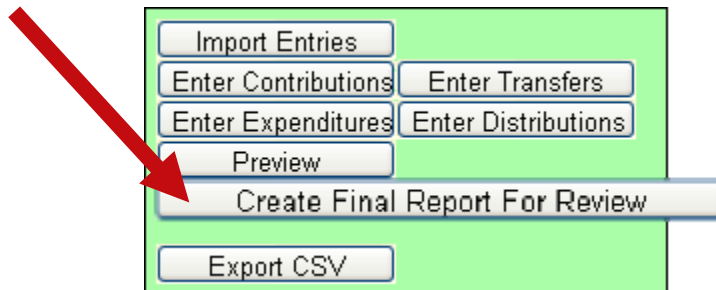 Import Entries
Enter Contributions Enter Transfers
Enter Expenditures Enter Distributions
Preview
Create Final Report For Review
Export CSV